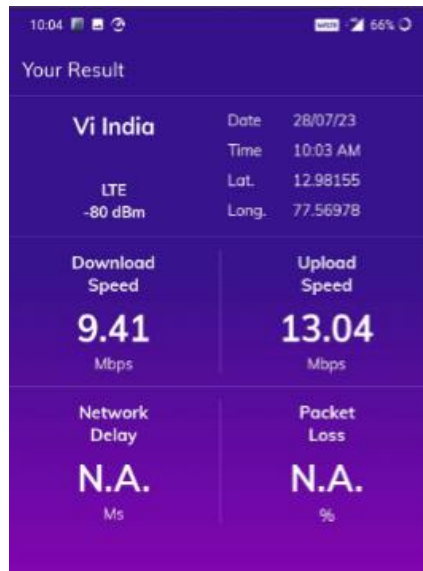 10:04 66%
Your Result
Vi India
LTE
-80 dBm
Date 28/07/23
Time 10:03 AM
Lat. 12.98155
Long. 77.56978
Download
Speed
9.41
Mbps
Upload
Speed
13.04
Mbps
Network
Delay
N.A.
Ms
Packet
Loss
N.A.
%